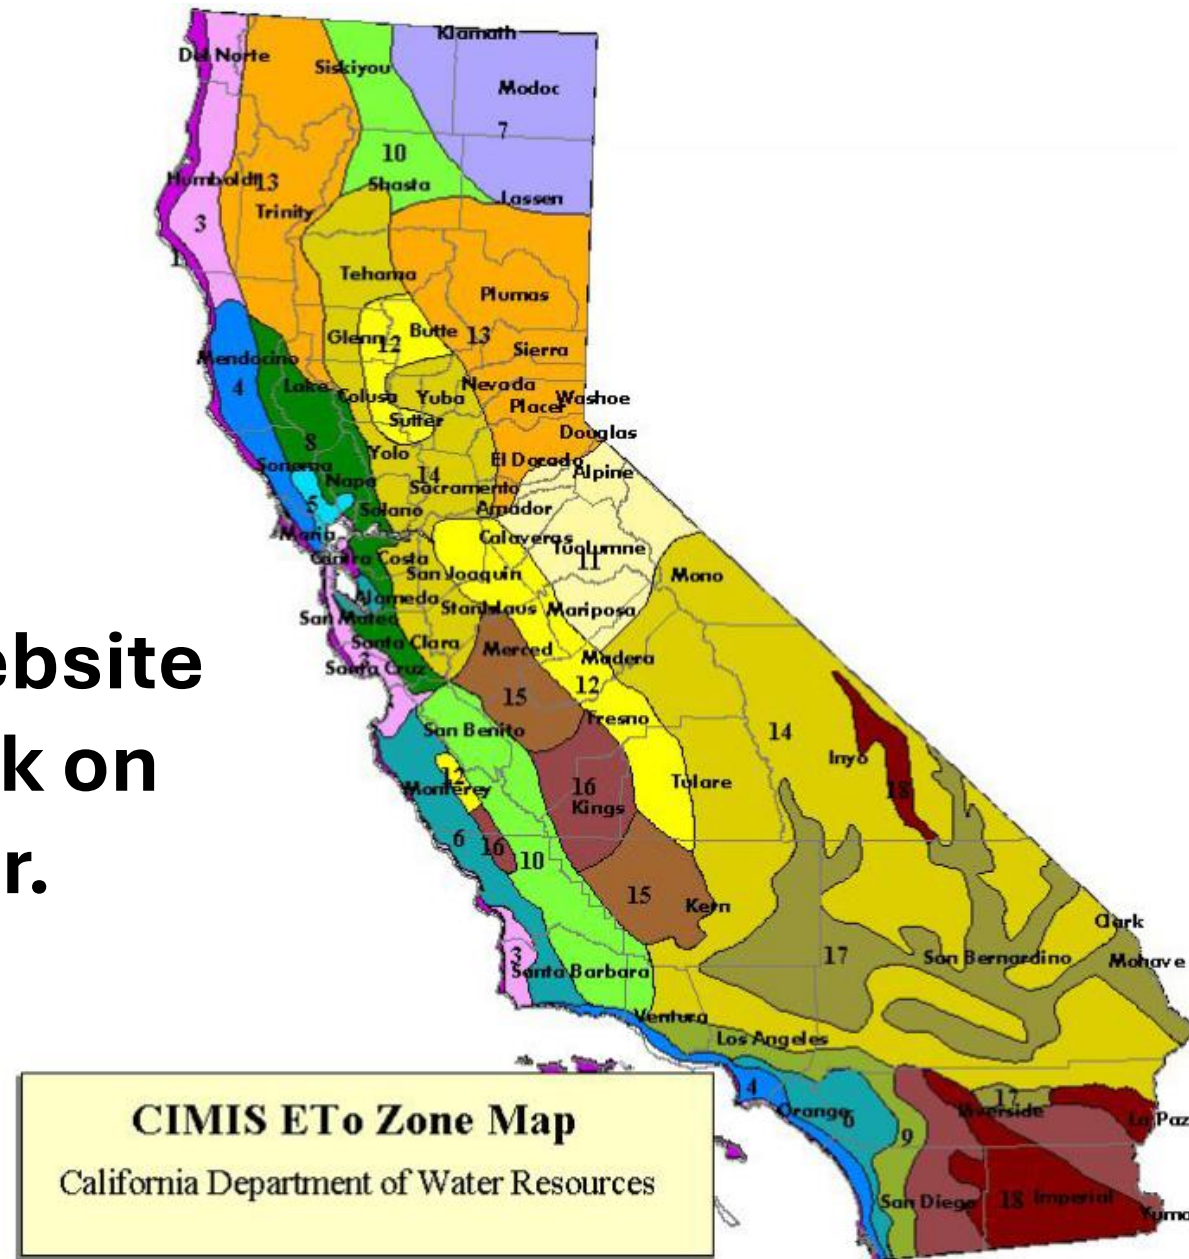 Klamath
Del Norte
Siskiyou
Modoc
7
10
Humboldt
13
Shasta
Lassen
Trinity
3
1
Tehama
Plumas
Glenn
12
Butte
13
Sierra
Mendocino
4
Lake
Colusa
Yuba
Nevada
Placer
Washoe
Sutter
Douglas
8
Yolo
El Dorado
Alpine
Sonoma
Napa
14
Sacramento
5
Solano
Amador
Marin
Calaveras
Contra Costa
Tuolumne
11
San Joaquin
Mono
Alameda
Stanislaus
Mariposa
San Mateo
Santa Clara
Merced
Madera
ebsite
Santa Cruz
15
12
Fresno
San Benito
14
k on
Inyo
12
Monterey
16
Kings
Tulare
18
r.
6
16
10
15
Kern
Clark
3
17
San Bernardino
Mohave
Santa Barbara
Ventura
Los Angeles
4
Orange
6
17
Riverside
La Paz
9
San Diego
18
Imperial
Yuma
CIMIS ETo Zone Map
California Department of Water Resources